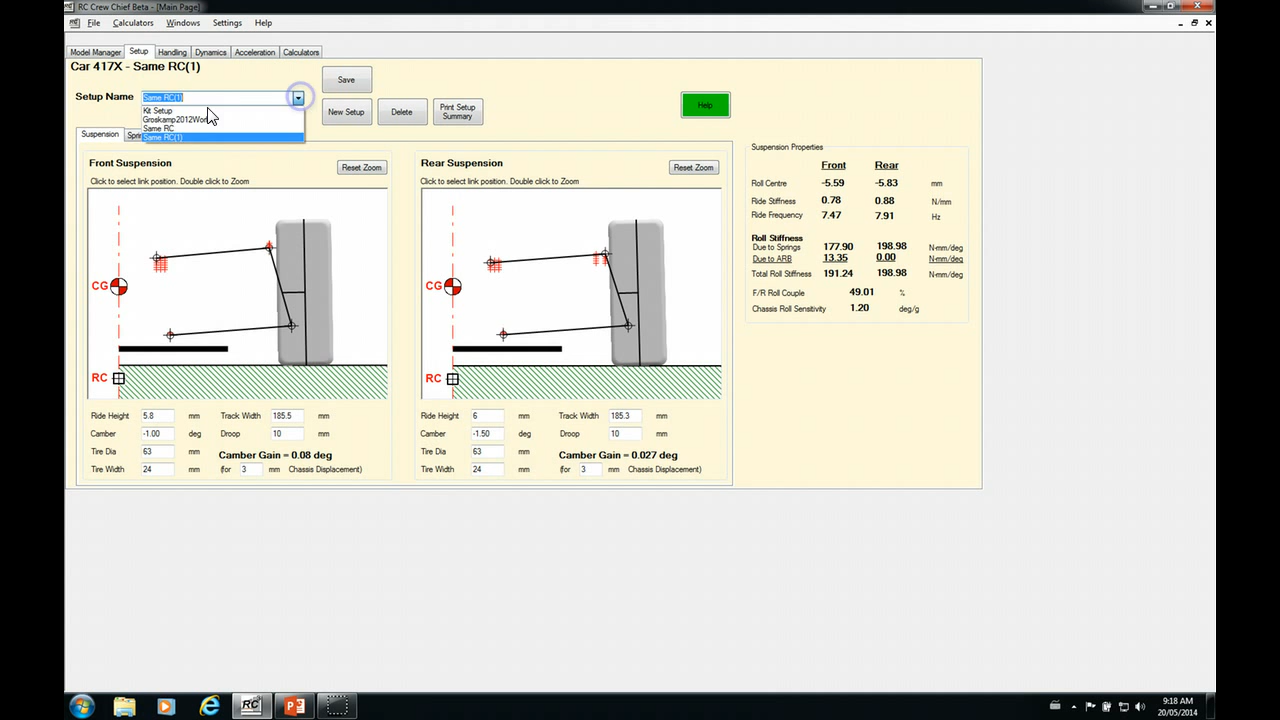 RC Crew Chief Beta - [Main Page]
File Calculators Windows Settings Help
Model Manager Setup Handling Dynamics Acceleration Calculators
Car 417X - Same RC(1)
Setup Name Same RC(1)
Kit Setup
Groskamp2012Worl
Same RC
Same RC(1)
Save
New Setup Delete Print Setup Summary
Help
Suspension
Front Suspension Reset Zoom
Click to select link position. Double click to Zoom
CG
RC
Ride Height 5.8 mm Track Width 185.5 mm
Camber -1.00 deg Droop 10 mm
Tire Dia 63 mm Camber Gain = 0.08 deg
Tire Width 24 mm (for 3 mm Chassis Displacement)
Rear Suspension Reset Zoom
Click to select link position. Double click to Zoom
CG
RC
Ride Height 6 mm Track Width 185.3 mm
Camber -1.50 deg Droop 10 mm
Tire Dia 63 mm Camber Gain = 0.027 deg
Tire Width 24 mm (for 3 mm Chassis Displacement)
Suspension Properties
Front Rear
Roll Centre -5.59 -5.83 mm
Ride Stiffness 0.78 0.88 N/mm
Ride Frequency 7.47 7.91 Hz
Roll Stiffness
Due to Springs 177.90 198.98 N-mm/deg
Due to ARB 13.35 0.00 N-mm/deg
Total Roll Stiffness 191.24 198.98 N-mm/deg
F/R Roll Couple 49.01 %
Chassis Roll Sensitivity 1.20 deg/g
RC
9:18 AM
20/05/2014